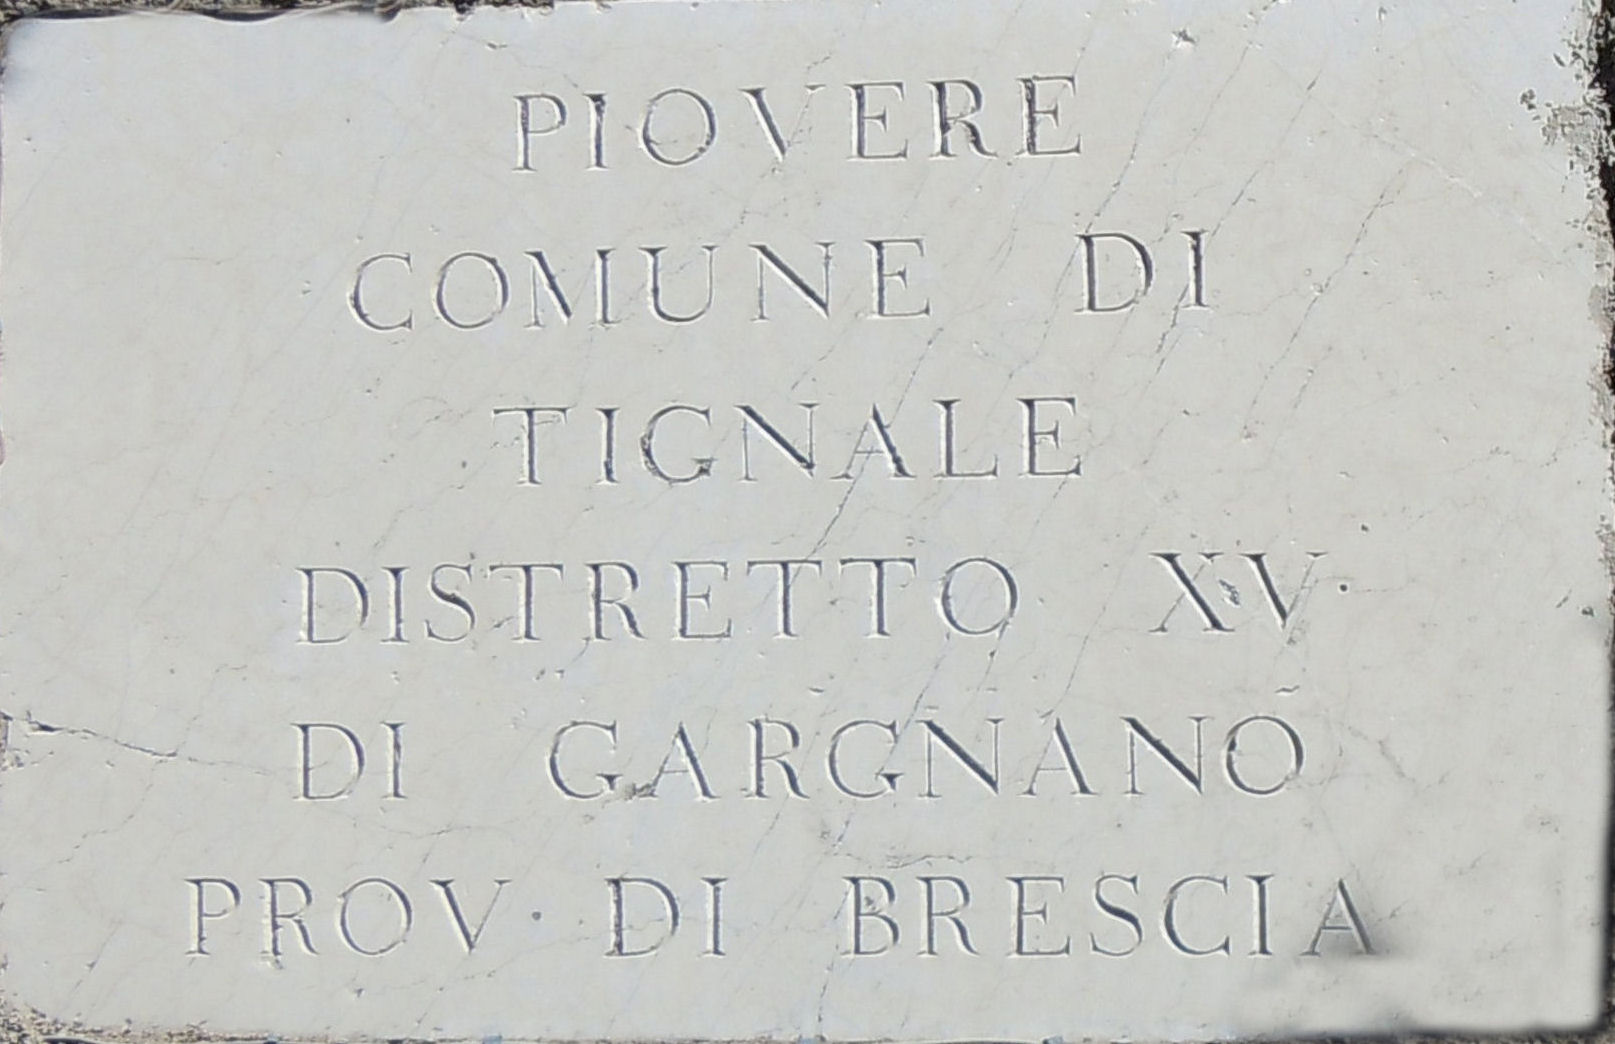 PIOVERE
COMUNE DI
TIGNALE
DISTRETTO XV.
DI GARGNANO
PROV. DI BRESCIA